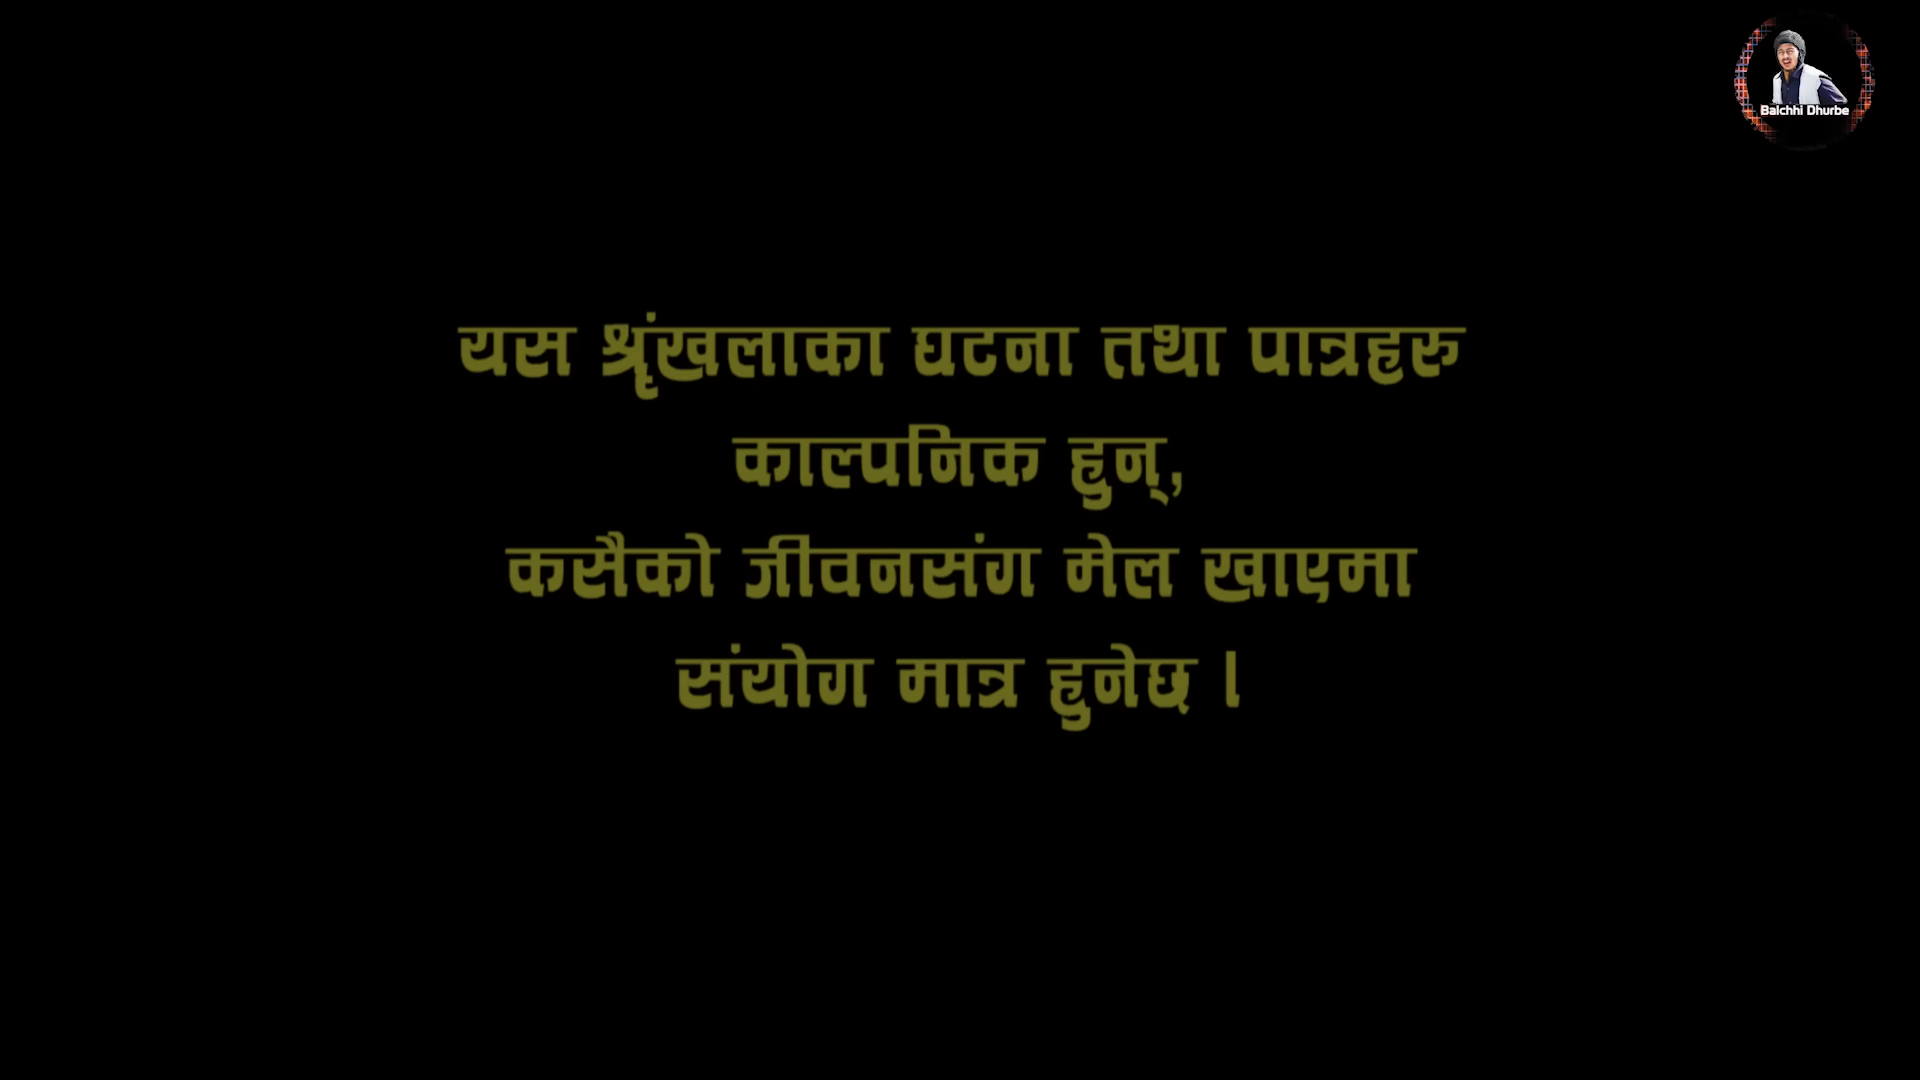 Balchhi Dhurbe
यस श्रृंखलाका घटना तथा पात्रहरु
काल्पनिक हुन्,
कसैको जीवनसंग मेल खाएमा
संयोग मात्र हुनेछ ।